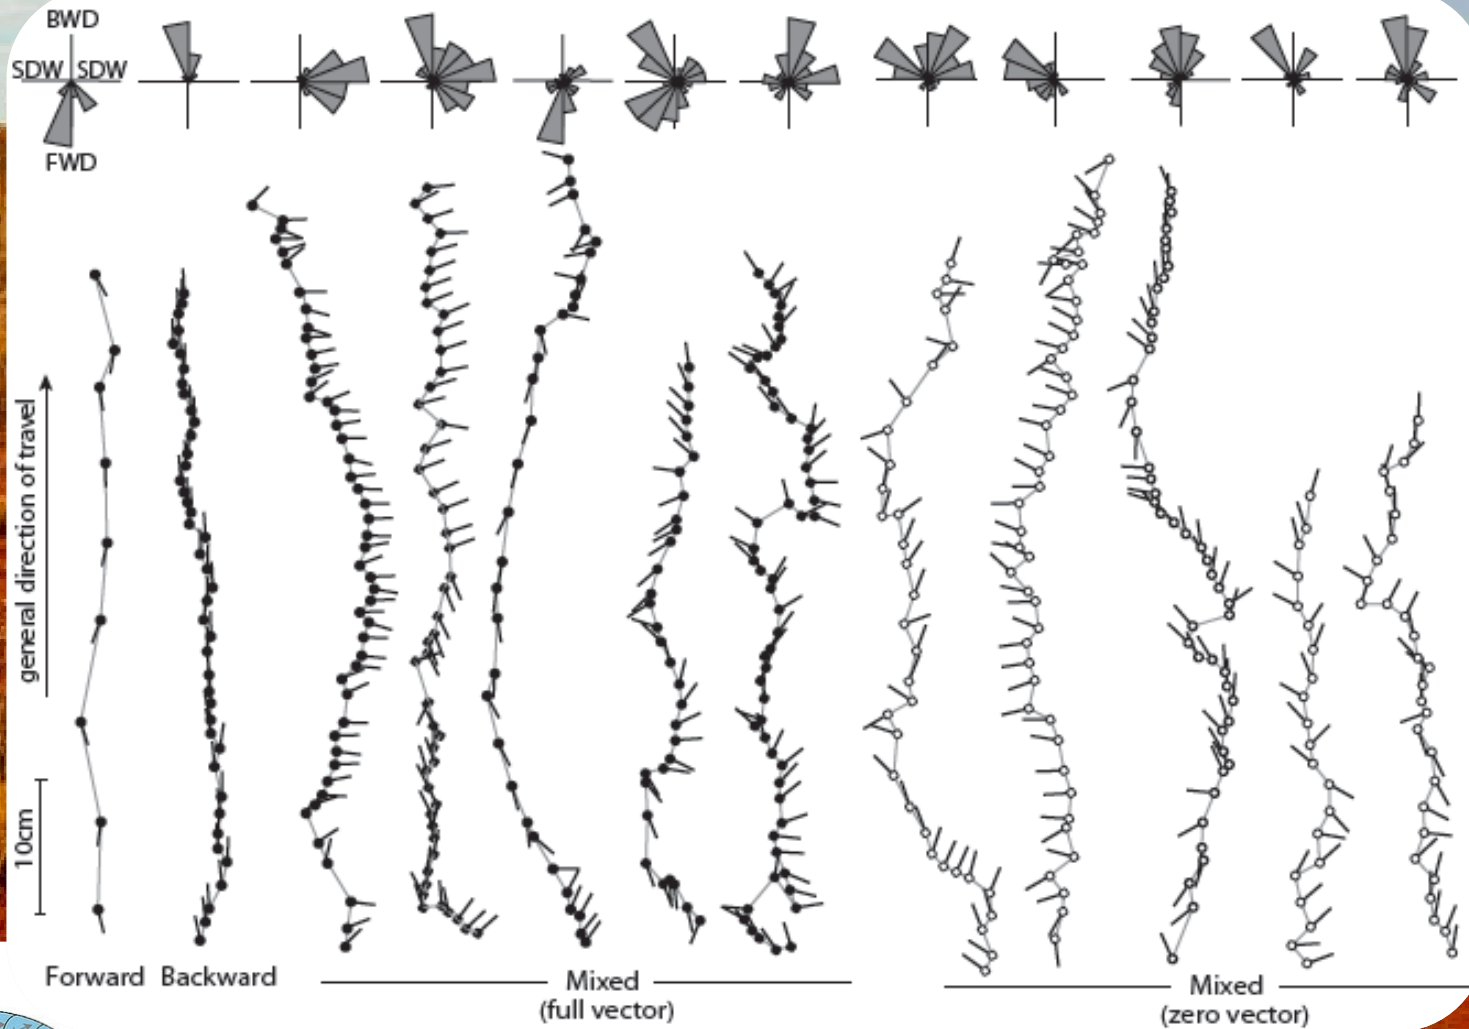 BWD
SDW SDW
FWD
general direction of travel
10cm
Forward Backward
Mixed
(full vector)
Mixed
(zero vector)